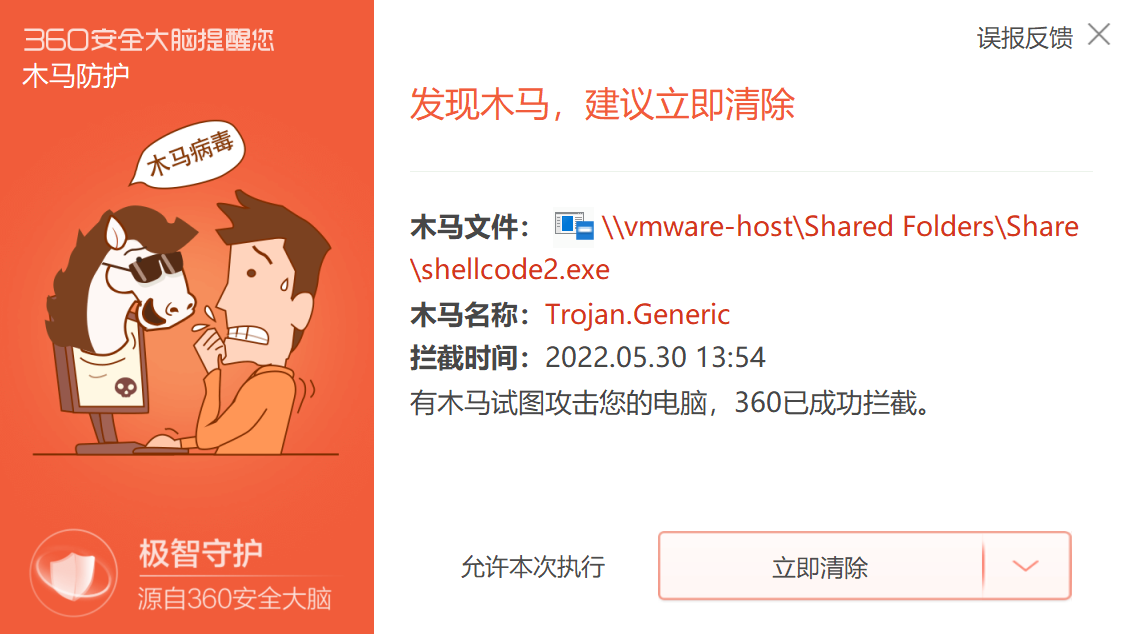 360安全大脑提醒您
木马防护
木马病毒
极智守护
源自360安全大脑
误报反馈
发现木马，建议立即清除
木马文件： \\vmware-host\Shared Folders\Share
\shellcode2.exe
木马名称：Trojan.Generic
拦截时间：2022.05.30 13:54
有木马试图攻击您的电脑，360已成功拦截。
允许本次执行
立即清除